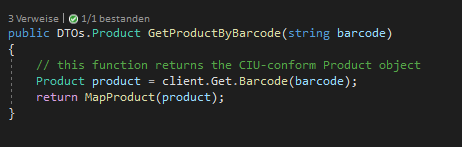 3 Verweise | 1/1 bestanden
public DTOs.Product GetProductByBarcode(string barcode)
{
// this function returns the CIU-conform Product object
Product product = client.Get.Barcode(barcode);
return MapProduct(product);
}